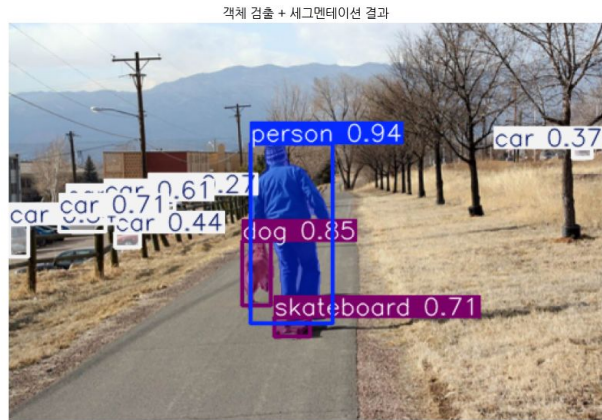 객체 검출 + 세그멘테이션 결과
person 0.94
car 0.37
car 0.61
0.27
car 0.71
car
car 0.44
dog 0.85
skateboard 0.71